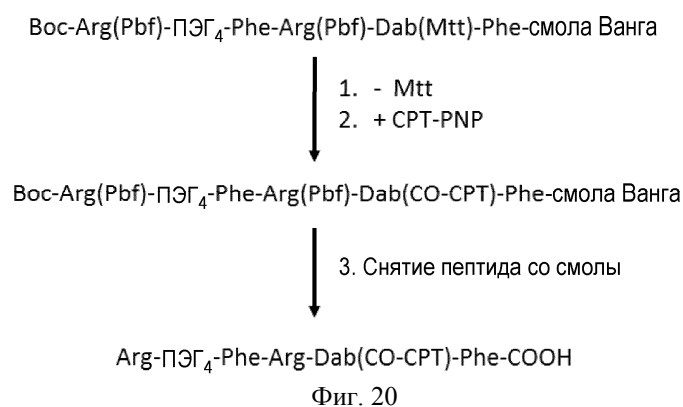 Boc-Arg(Pbf)-ПЭГ₄-Phe-Arg(Pbf)-Dab(Mtt)-Phe-смола Ванга
1. - Mtt
2. + CPT-PNP
Boc-Arg(Pbf)-ПЭГ₄-Phe-Arg(Pbf)-Dab(CO-CPT)-Phe-смола Ванга
3. Снятие пептида со смолы
Arg-ПЭГ₄-Phe-Arg-Dab(CO-CPT)-Phe-COOH
Фиг. 20